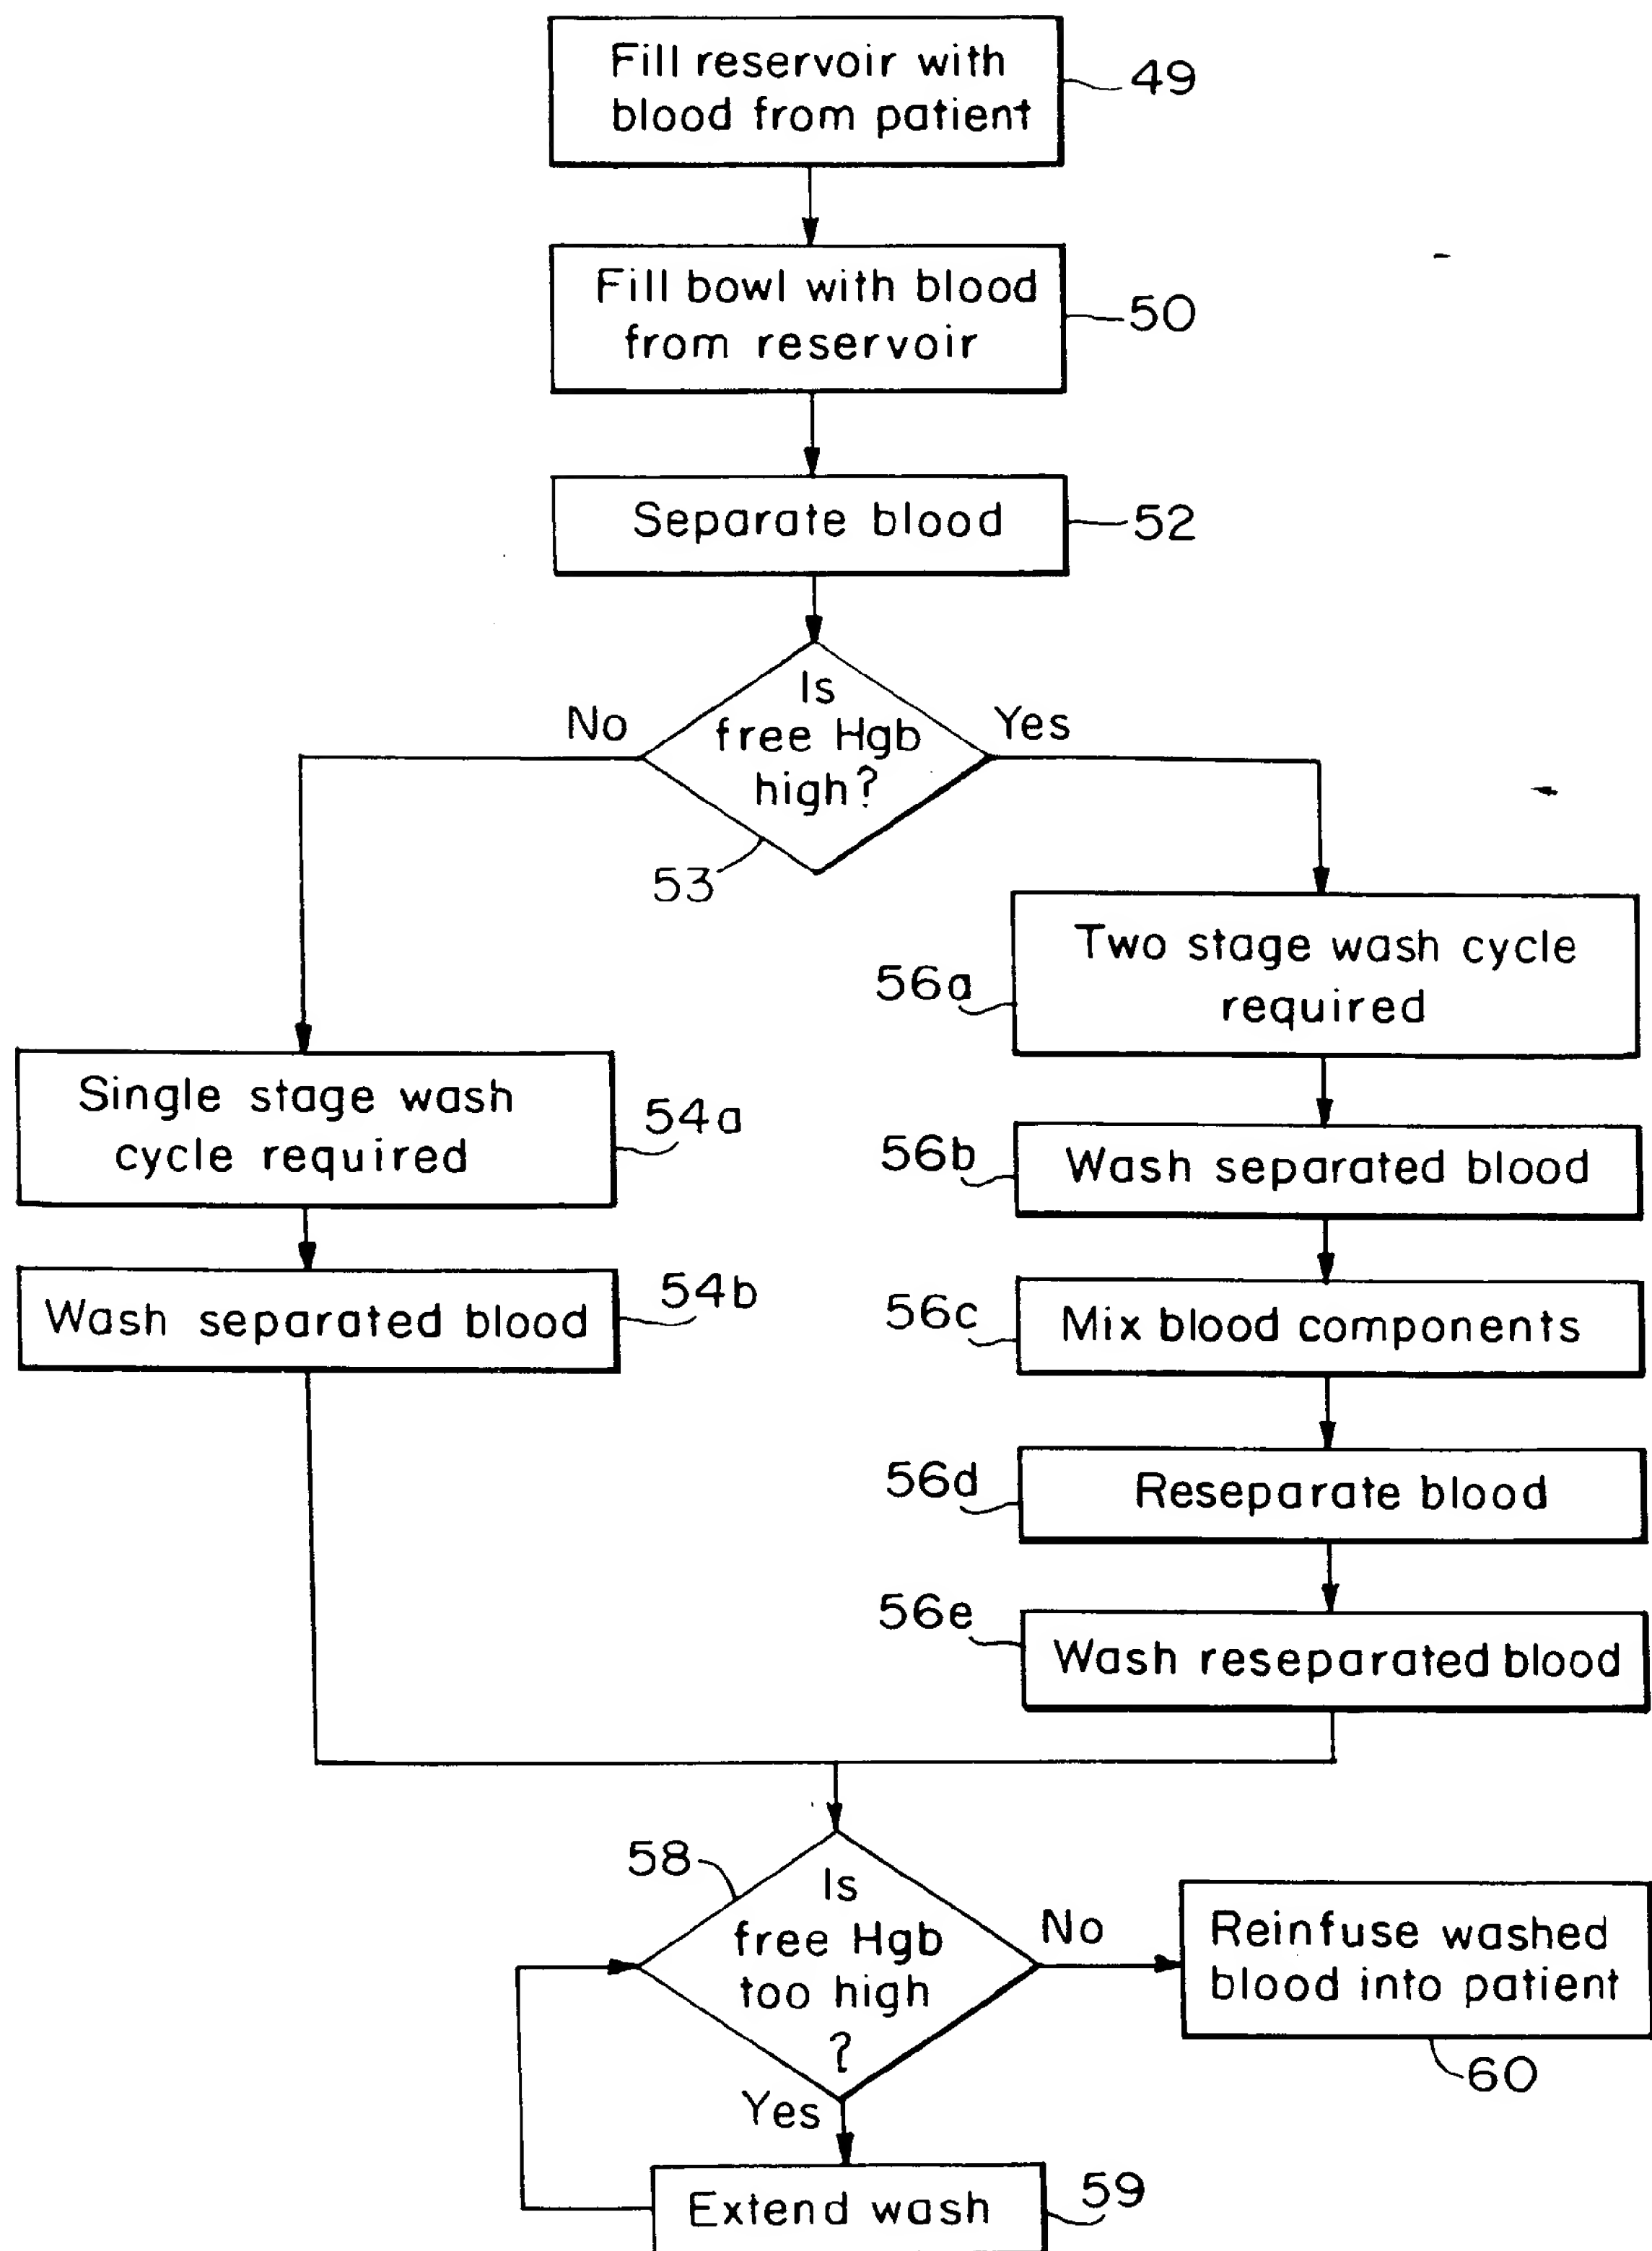 Fill reservoir with
blood from patient
49
Fill bowl with blood
from reservoir
50
Separate blood
52
Is
free Hgb
high?
No
Yes
53
Two stage wash cycle
required
56a
Single stage wash
cycle required
54a
Wash separated blood
56b
Wash separated blood
54b
Mix blood components
56c
Reseparate blood
56d
Wash reseparated blood
56e
58
Is
free Hgb
too high
?
No
Yes
Reinfuse washed
blood into patient
60
Extend wash
59